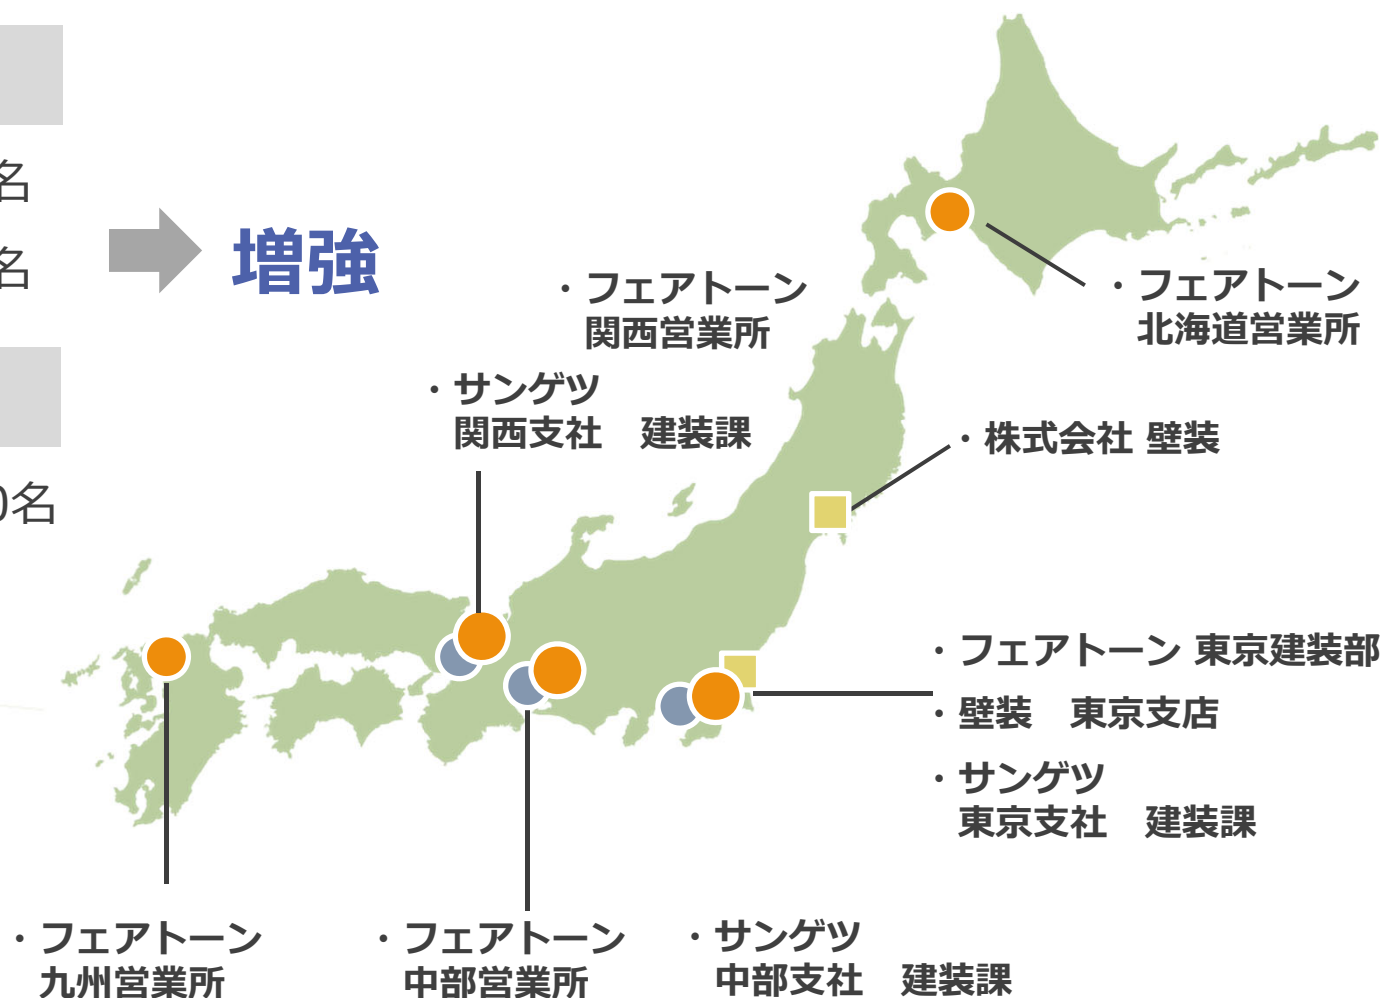 名
名
増強
0名
・フェアトーン
関西営業所
・フェアトーン
北海道営業所
・サンゲツ
関西支社　建装課
・株式会社 壁装
・フェアトーン 東京建装部
・壁装　東京支店
・サンゲツ
東京支社　建装課
・フェアトーン
九州営業所
・フェアトーン
中部営業所
・サンゲツ
中部支社　建装課